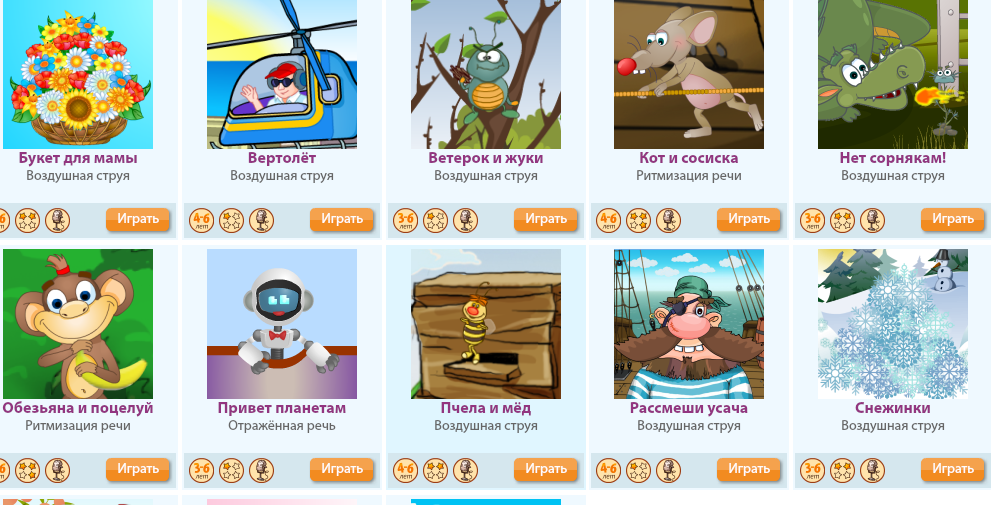 Букет для мамы
Воздушная струя
Вертолёт
Воздушная струя
Ветерок и жуки
Воздушная струя
Кот и сосиска
Ритмизация речи
Нет сорнякам!
Воздушная струя
Играть
4-6 лет
Играть
3-6 лет
Играть
4-6 лет
Играть
3-6 лет
Играть
Обезьяна и поцелуй
Ритмизация речи
Привет планетам
Отражённая речь
Пчела и мёд
Воздушная струя
Рассмеши усача
Воздушная струя
Снежинки
Воздушная струя
Играть
3-6 лет
Играть
4-6 лет
Играть
4-6 лет
Играть
3-6 лет
Играть